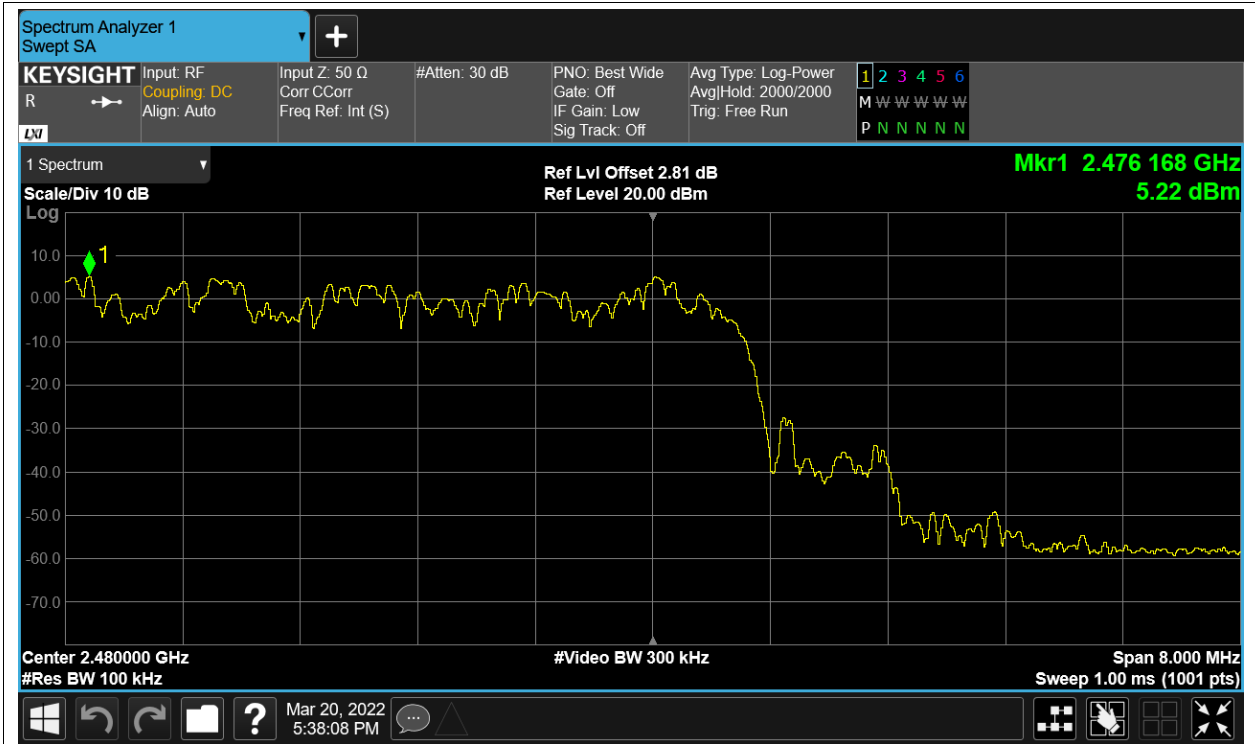 Spectrum Analyzer 1
Swept SA
KEYSIGHT
R
LXI
Input: RF
Coupling: DC
Align: Auto
Input Z: 50 Ω
Corr CCorr
Freq Ref: Int (S)
#Atten: 30 dB
PNO: Best Wide
Gate: Off
IF Gain: Low
Sig Track: Off
Avg Type: Log-Power
Avg|Hold: 2000/2000
Trig: Free Run
1 2 3 4 5 6
M W W W W W
P N N N N N
1 Spectrum
Scale/Div 10 dB
Ref Lvl Offset 2.81 dB
Ref Level 20.00 dBm
Mkr1 2.476 168 GHz
5.22 dBm
Log
1
10.0
0.00
-10.0
-20.0
-30.0
-40.0
-50.0
-60.0
-70.0
Center 2.480000 GHz
#Video BW 300 kHz
Span 8.000 MHz
#Res BW 100 kHz
Sweep 1.00 ms (1001 pts)
?
Mar 20, 2022
5:38:08 PM